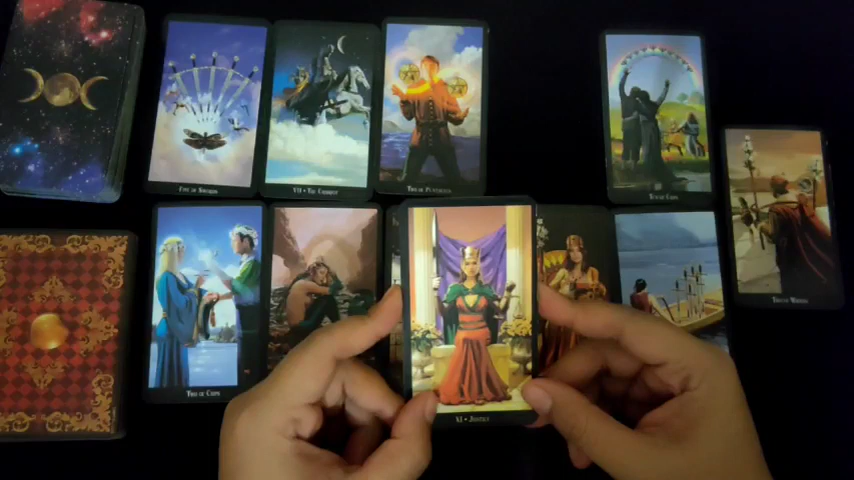 FIVE OF SWORDS
VII • THE CHARIOT
TWO OF PENTACLES
TEN OF CUPS
THREE OF WANDS
TWO OF CUPS
XI • JUSTICE